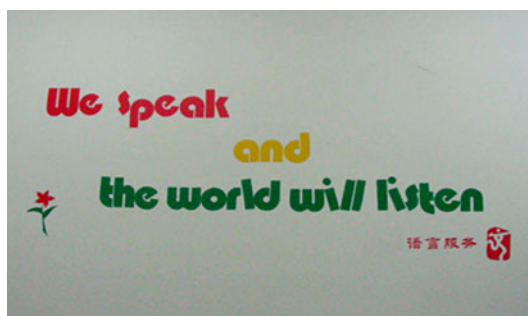 We speak
and
the world will listen
语言服务